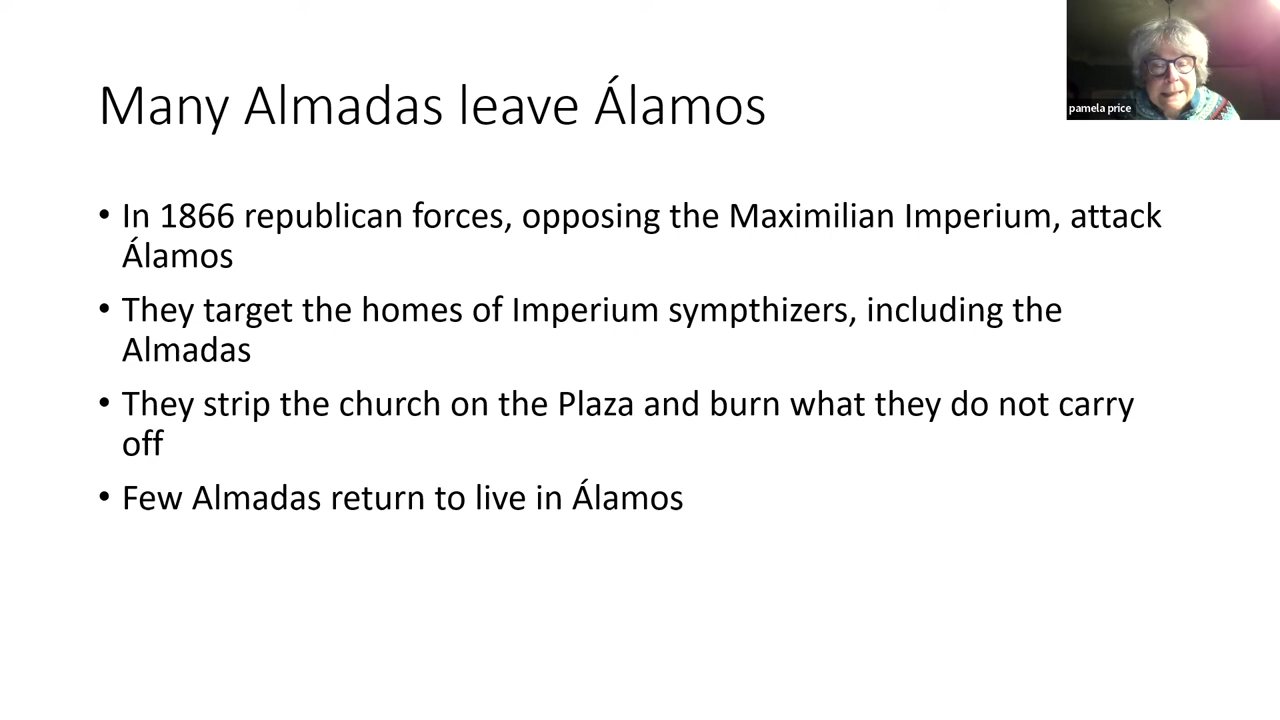 Many Almadas leave Álamos
pamela price
• In 1866 republican forces, opposing the Maximilian Imperium, attack
Álamos
• They target the homes of Imperium sympthizers, including the
Almadas
• They strip the church on the Plaza and burn what they do not carry
off
• Few Almadas return to live in Álamos